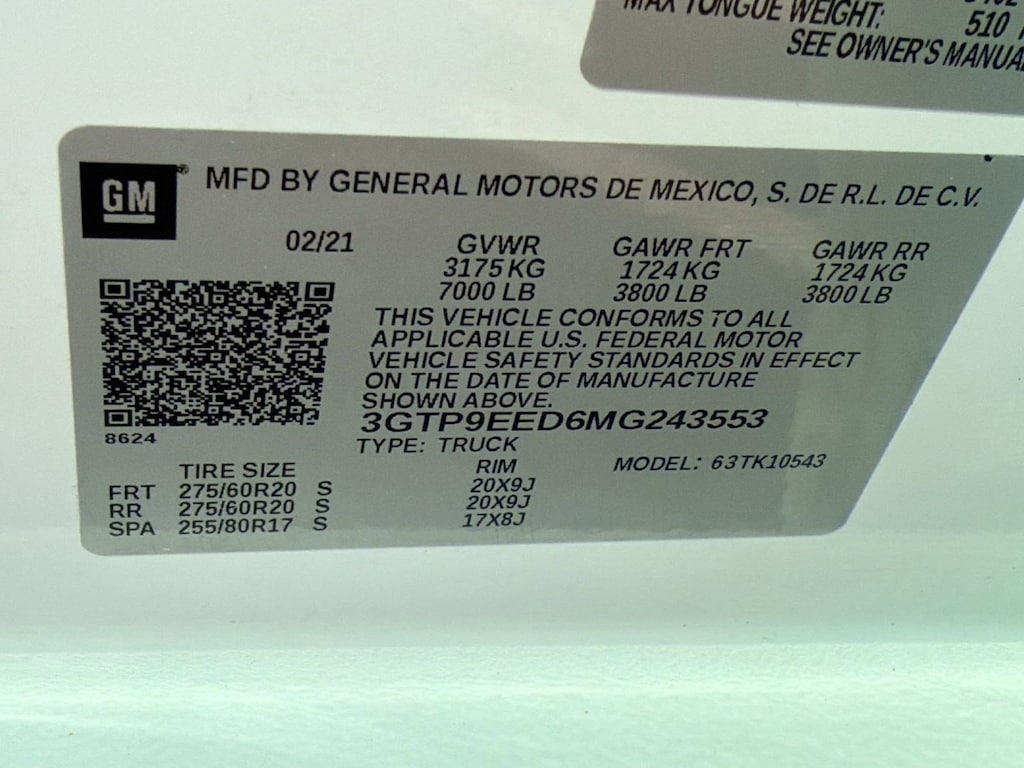 MAX TONGUE WEIGHT:
510
SEE OWNER'S MANUAL
GM
MFD BY GENERAL MOTORS DE MEXICO, S. DE R.L. DE C.V.
02/21 GVWR GAWR FRT GAWR RR
3175 KG 1724 KG 1724 KG
7000 LB 3800 LB 3800 LB
THIS VEHICLE CONFORMS TO ALL
APPLICABLE U.S. FEDERAL MOTOR
VEHICLE SAFETY STANDARDS IN EFFECT
ON THE DATE OF MANUFACTURE
SHOWN ABOVE.
3GTP9EED6MG243553
8624
TYPE: TRUCK MODEL: 63TK10543
TIRE SIZE RIM
FRT 275/60R20 S 20X9J
RR 275/60R20 S 20X9J
SPA 255/80R17 S 17X8J